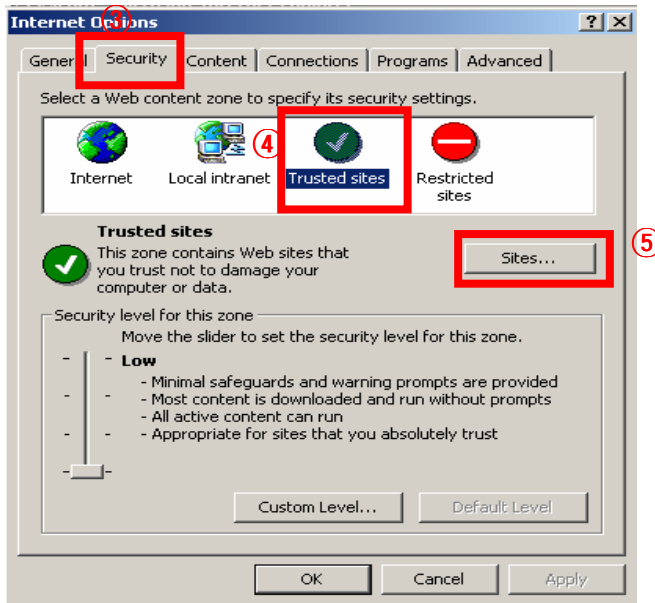 Internet Options
③
General Security Content Connections Programs Advanced
Select a Web content zone to specify its security settings.
④
Internet Local intranet Trusted sites Restricted sites
Trusted sites
This zone contains Web sites that
you trust not to damage your
computer or data.
Sites...
⑤
Security level for this zone
Move the slider to set the security level for this zone.
Low
- Minimal safeguards and warning prompts are provided
- Most content is downloaded and run without prompts
- All active content can run
- Appropriate for sites that you absolutely trust
Custom Level... Default Level
OK Cancel Apply